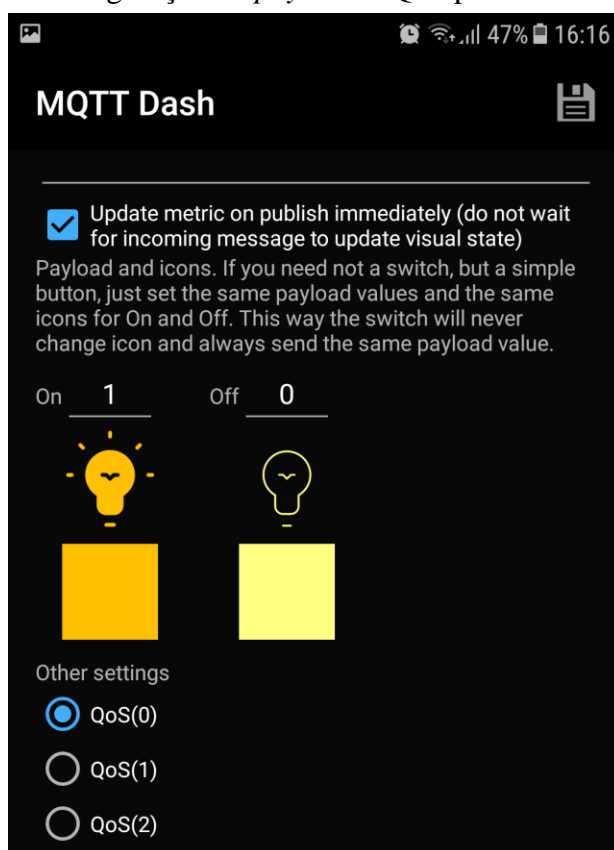 47% 16:16
MQTT Dash
Update metric on publish immediately (do not wait
for incoming message to update visual state)
Payload and icons. If you need not a switch, but a simple
button, just set the same payload values and the same
icons for On and Off. This way the switch will never
change icon and always send the same payload value.
On 1 Off 0
Other settings
QoS(0)
QoS(1)
QoS(2)